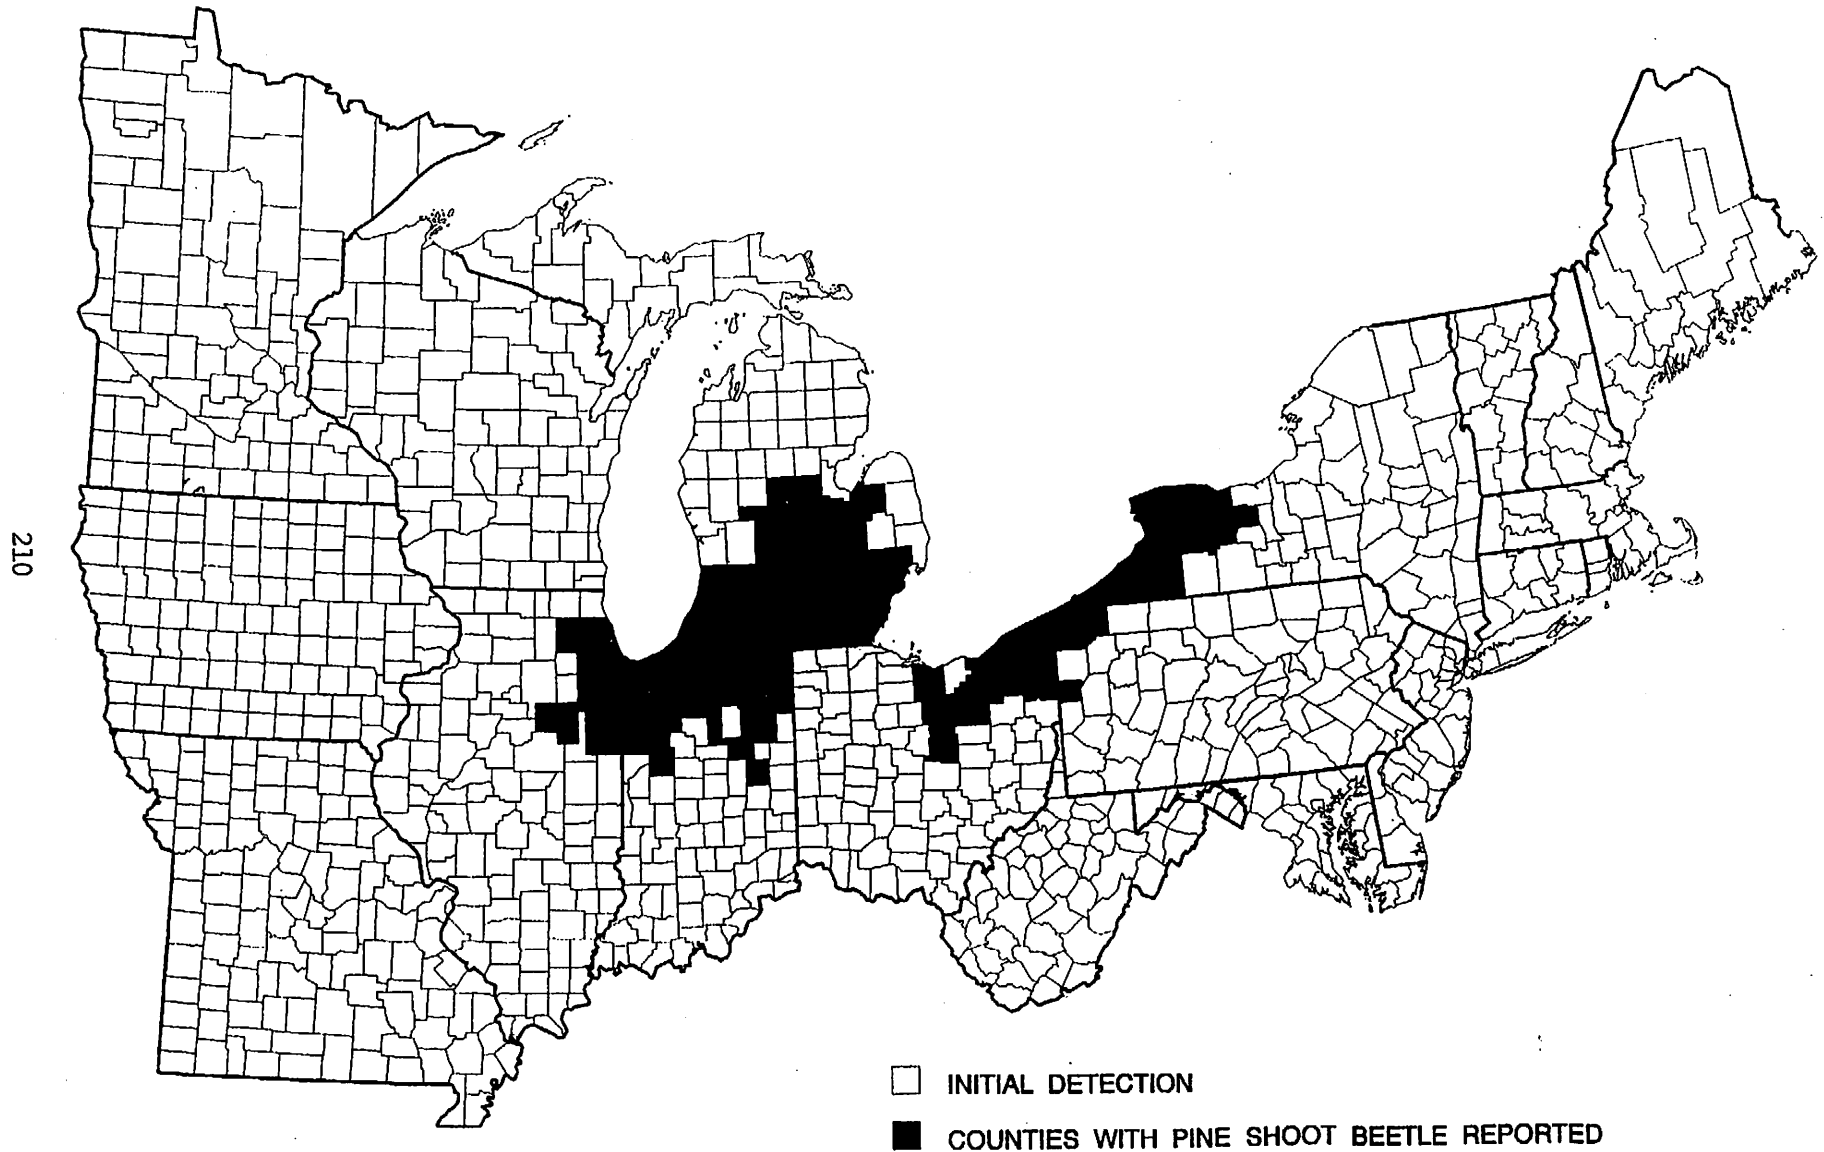 210
INITIAL DETECTION
COUNTIES WITH PINE SHOOT BEETLE REPORTED